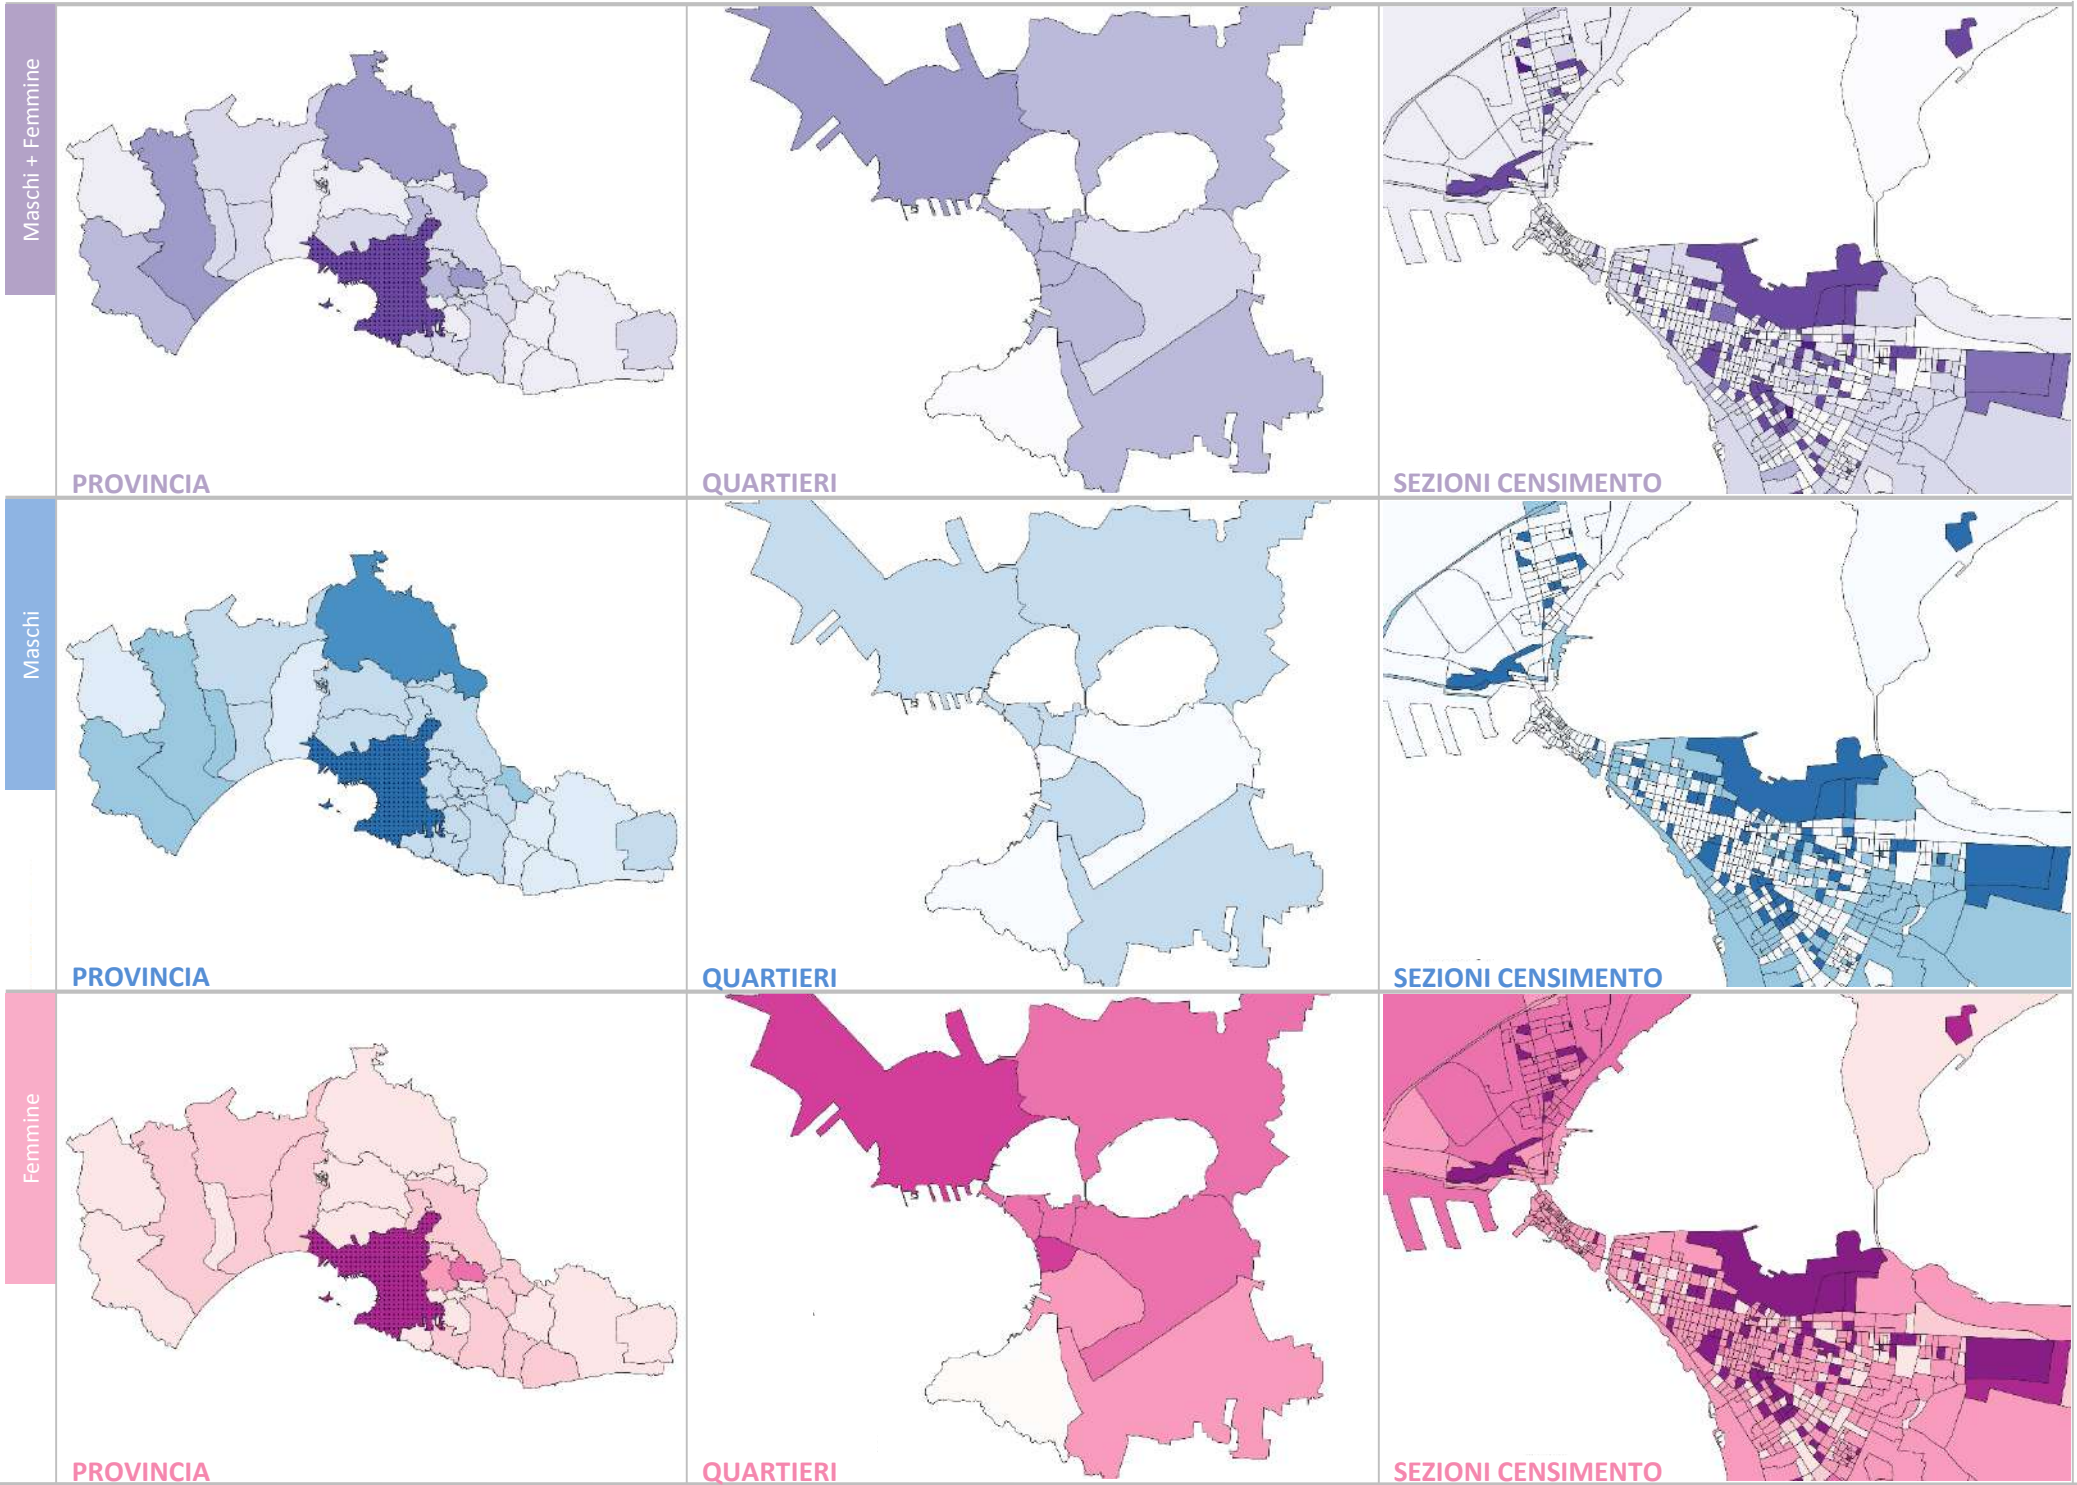 Maschi + Femmine
PROVINCIA
QUARTIERI
SEZIONI CENSIMENTO
Maschi
PROVINCIA
QUARTIERI
SEZIONI CENSIMENTO
Femmine
PROVINCIA
QUARTIERI
SEZIONI CENSIMENTO